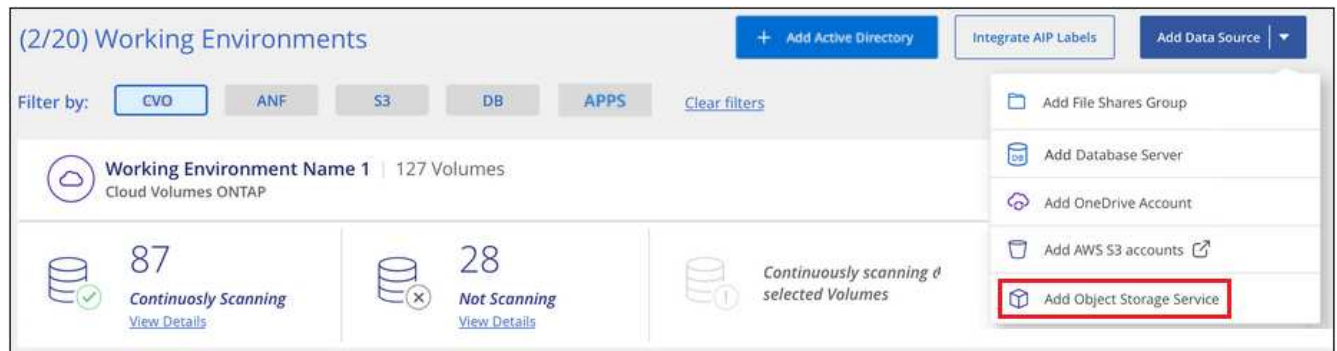 (2/20) Working Environments
+ Add Active Directory
Integrate AIP Labels
Add Data Source
Filter by: CVO ANF S3 DB APPS Clear filters
Add File Shares Group
DB Add Database Server
Add OneDrive Account
Add AWS S3 accounts
Add Object Storage Service
Working Environment Name 1 | 127 Volumes
Cloud Volumes ONTAP
87
Continuosly Scanning
View Details
28
Not Scanning
View Details
Continuously scanning
selected Volumes